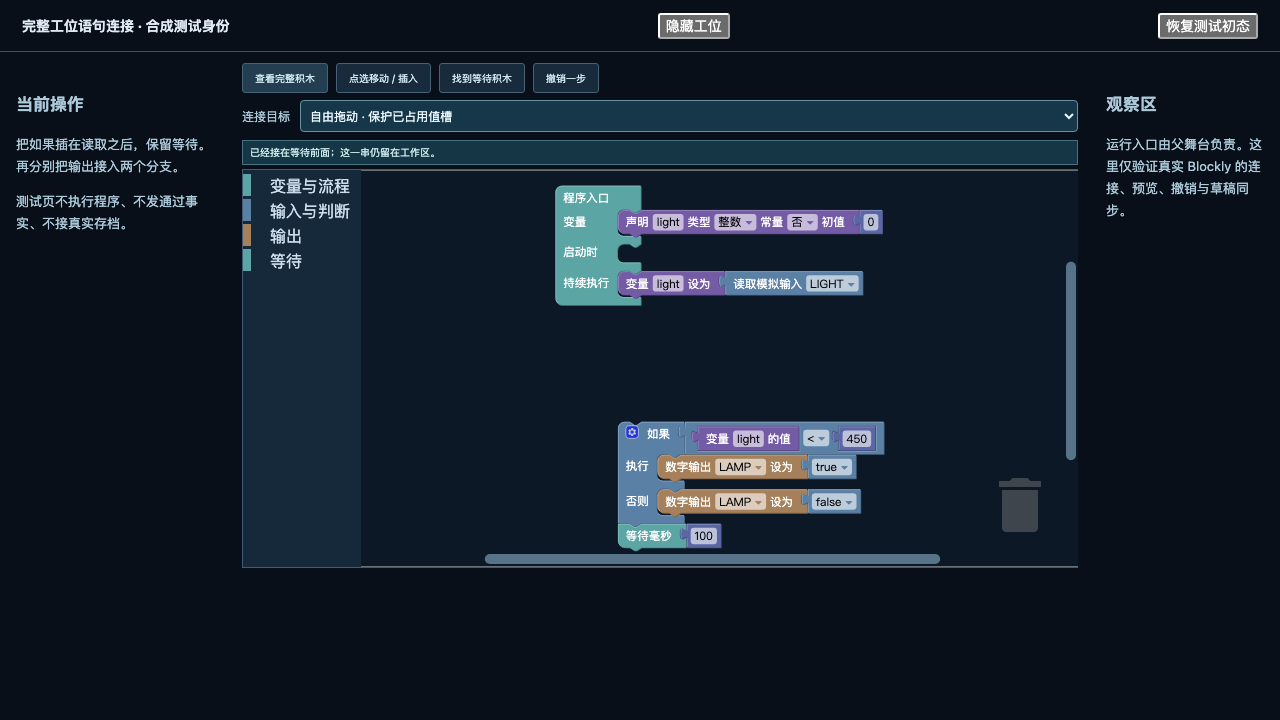 完整工位语句连接 · 合成测试身份
隐藏工位
恢复测试初态
当前操作
把如果插在读取之后，保留等待。
再分别把输出接入两个分支。
测试页不执行程序、不发通过事
实、不接真实存档。
查看完整积木
点选移动 / 插入
找到等待积木
撤销一步
连接目标
自由拖动 · 保护已占用值槽
已经接在等待前面；这一串仍留在工作区。
变量与流程
输入与判断
输出
等待
程序入口
变量 声明 light 类型 整数 常量 否 初值 0
启动时
持续执行 变量 light 设为 读取模拟输入 LIGHT
如果 变量 light 的值 < 450
执行 数字输出 LAMP 设为 true
否则 数字输出 LAMP 设为 false
等待毫秒 100
观察区
运行入口由父舞台负责。这
里仅验证真实 Blockly 的连
接、预览、撤销与草稿同
步。